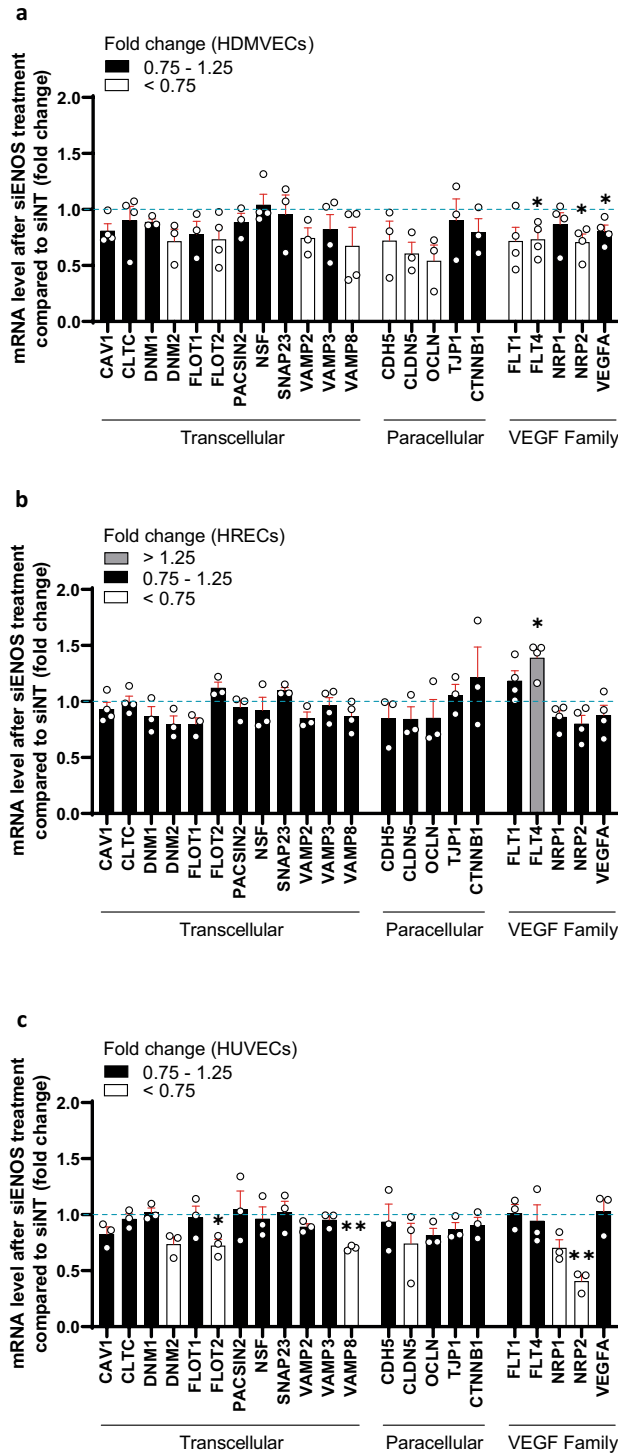 a
Fold change (HDMVECs)
0.75 - 1.25
< 0.75
mRNA level after siENOS treatment
compared to siNT (fold change)
2.0
1.5
1.0
0.5
0.0
* * *
CAV1 CLTC DNM1 DNM2 FLOT1 FLOT2 PACSIN2 NSF SNAP23 VAMP2 VAMP3 VAMP8 CDH5 CLDN5 OCLN TJP1 CTNNB1 FLT1 FLT4 NRP1 NRP2 VEGFA
Transcellular Paracellular VEGF Family
b
Fold change (HRECs)
> 1.25
0.75 - 1.25
< 0.75
mRNA level after siENOS treatment
compared to siNT (fold change)
2.0
1.5
1.0
0.5
0.0
*
CAV1 CLTC DNM1 DNM2 FLOT1 FLOT2 PACSIN2 NSF SNAP23 VAMP2 VAMP3 VAMP8 CDH5 CLDN5 OCLN TJP1 CTNNB1 FLT1 FLT4 NRP1 NRP2 VEGFA
Transcellular Paracellular VEGF Family
c
Fold change (HUVECs)
0.75 - 1.25
< 0.75
mRNA level after siENOS treatment
compared to siNT (fold change)
2.0
1.5
1.0
0.5
0.0
* ** **
CAV1 CLTC DNM1 DNM2 FLOT1 FLOT2 PACSIN2 NSF SNAP23 VAMP2 VAMP3 VAMP8 CDH5 CLDN5 OCLN TJP1 CTNNB1 FLT1 FLT4 NRP1 NRP2 VEGFA
Transcellular Paracellular VEGF Family